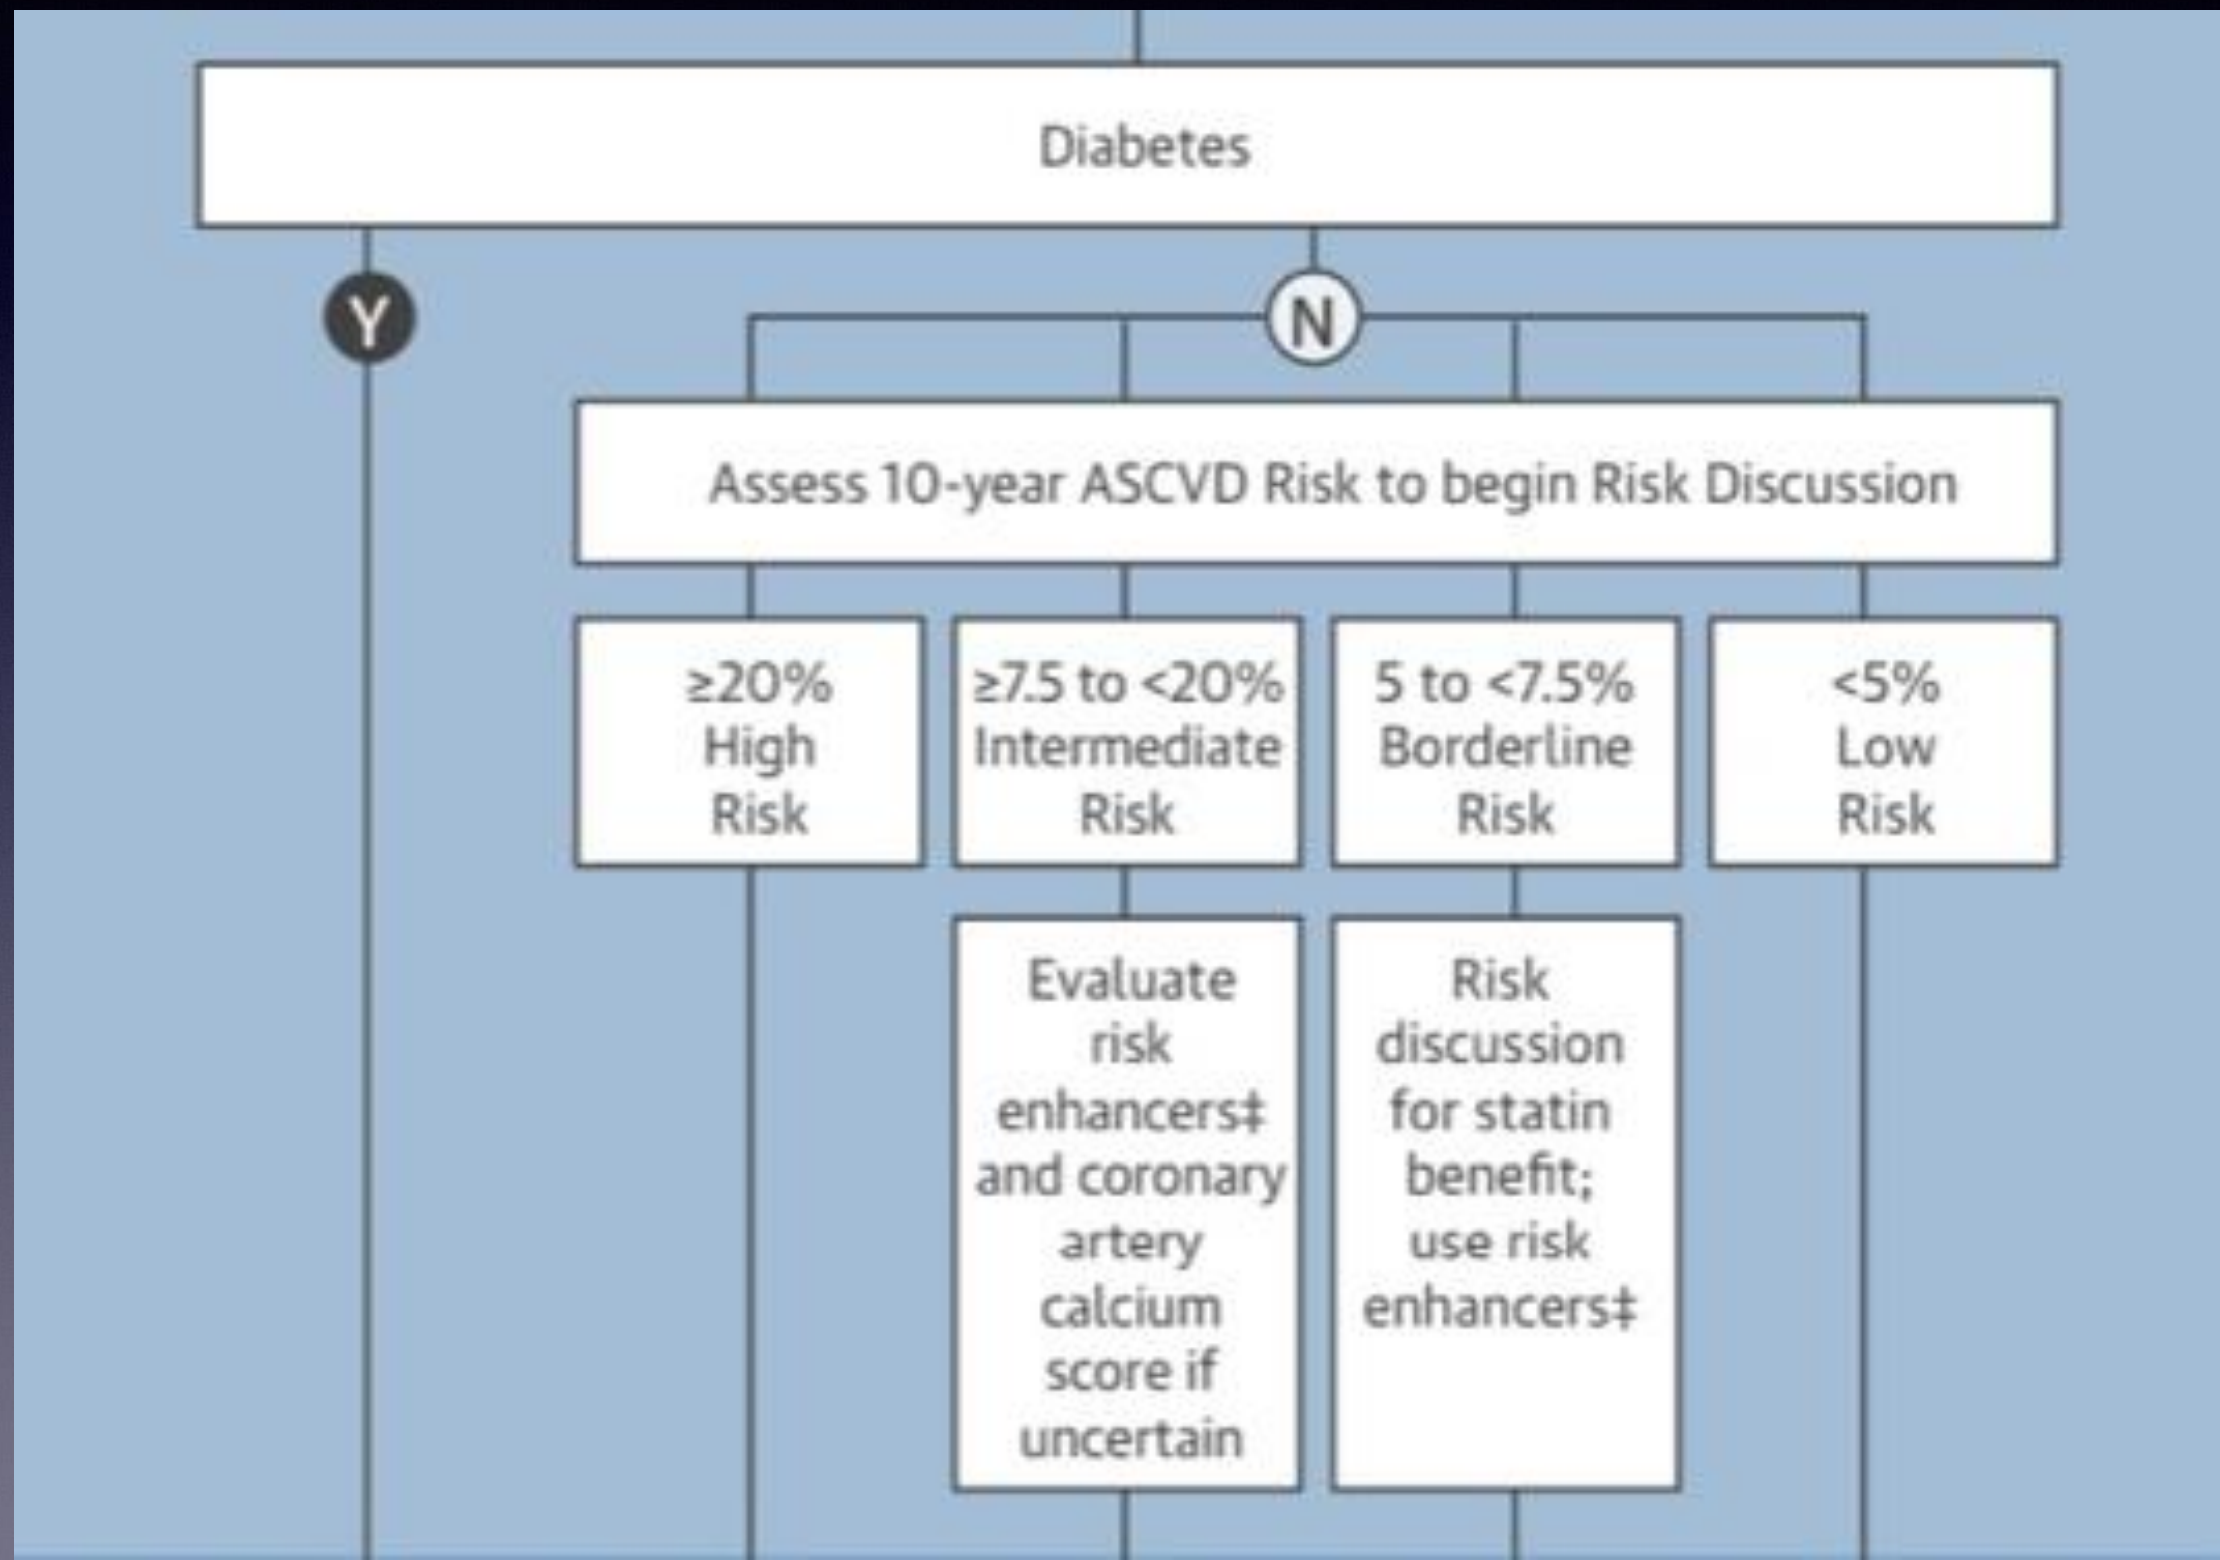 Diabetes
Y
N
Assess 10-year ASCVD Risk to begin Risk Discussion
≥20%
High
Risk
≥7.5 to <20%
Intermediate
Risk
5 to <7.5%
Borderline
Risk
<5%
Low
Risk
Evaluate
risk
enhancers‡
and coronary
artery
calcium
score if
uncertain
Risk
discussion
for statin
benefit;
use risk
enhancers‡